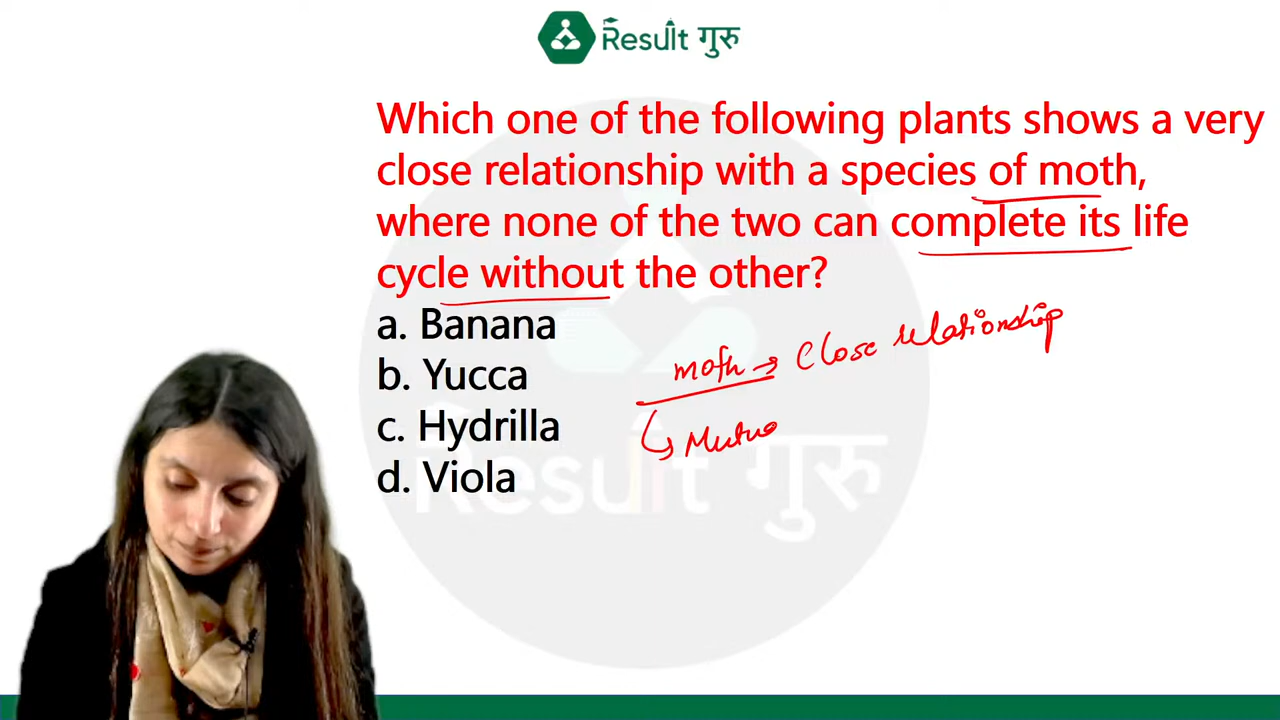 Result गुरु
Which one of the following plants shows a very
close relationship with a species of moth,
where none of the two can complete its life
cycle without the other?
a. Banana
b. Yucca
c. Hydrilla
d. Viola
moth → Close relationship
↳ Mutua
Result गुरु